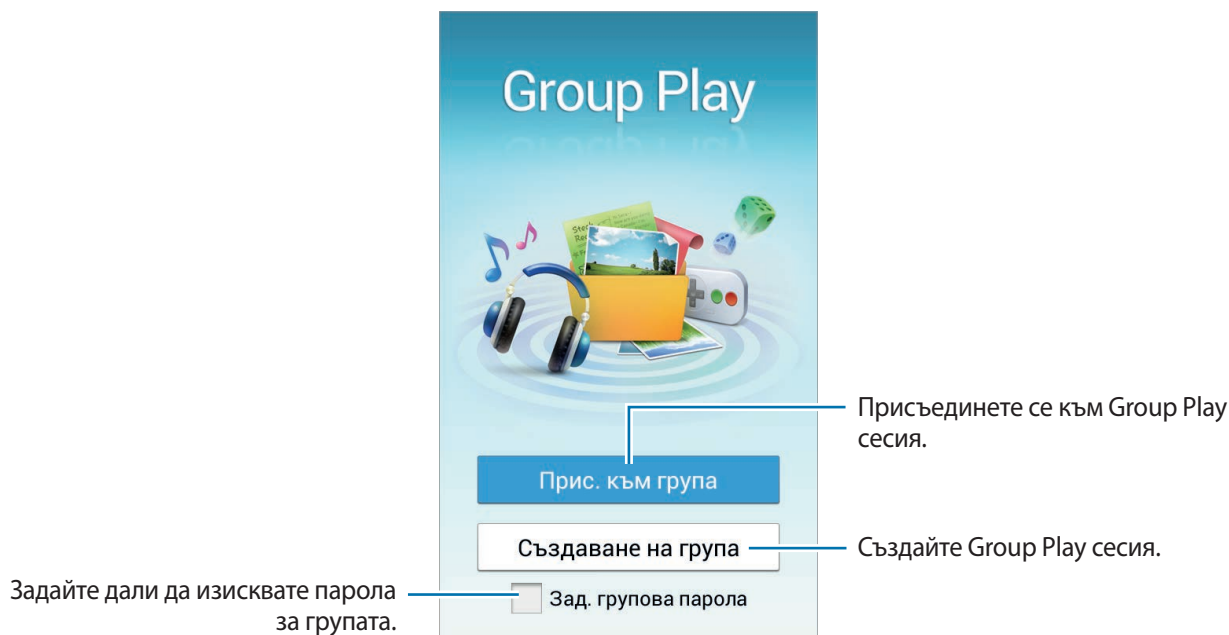 Group Play
Присъединете се към Group Play
сесия.
Прис. към група
Създаване на група
Създайте Group Play сесия.
Задайте дали да изисквате парола
за групата.
Зад. групова парола